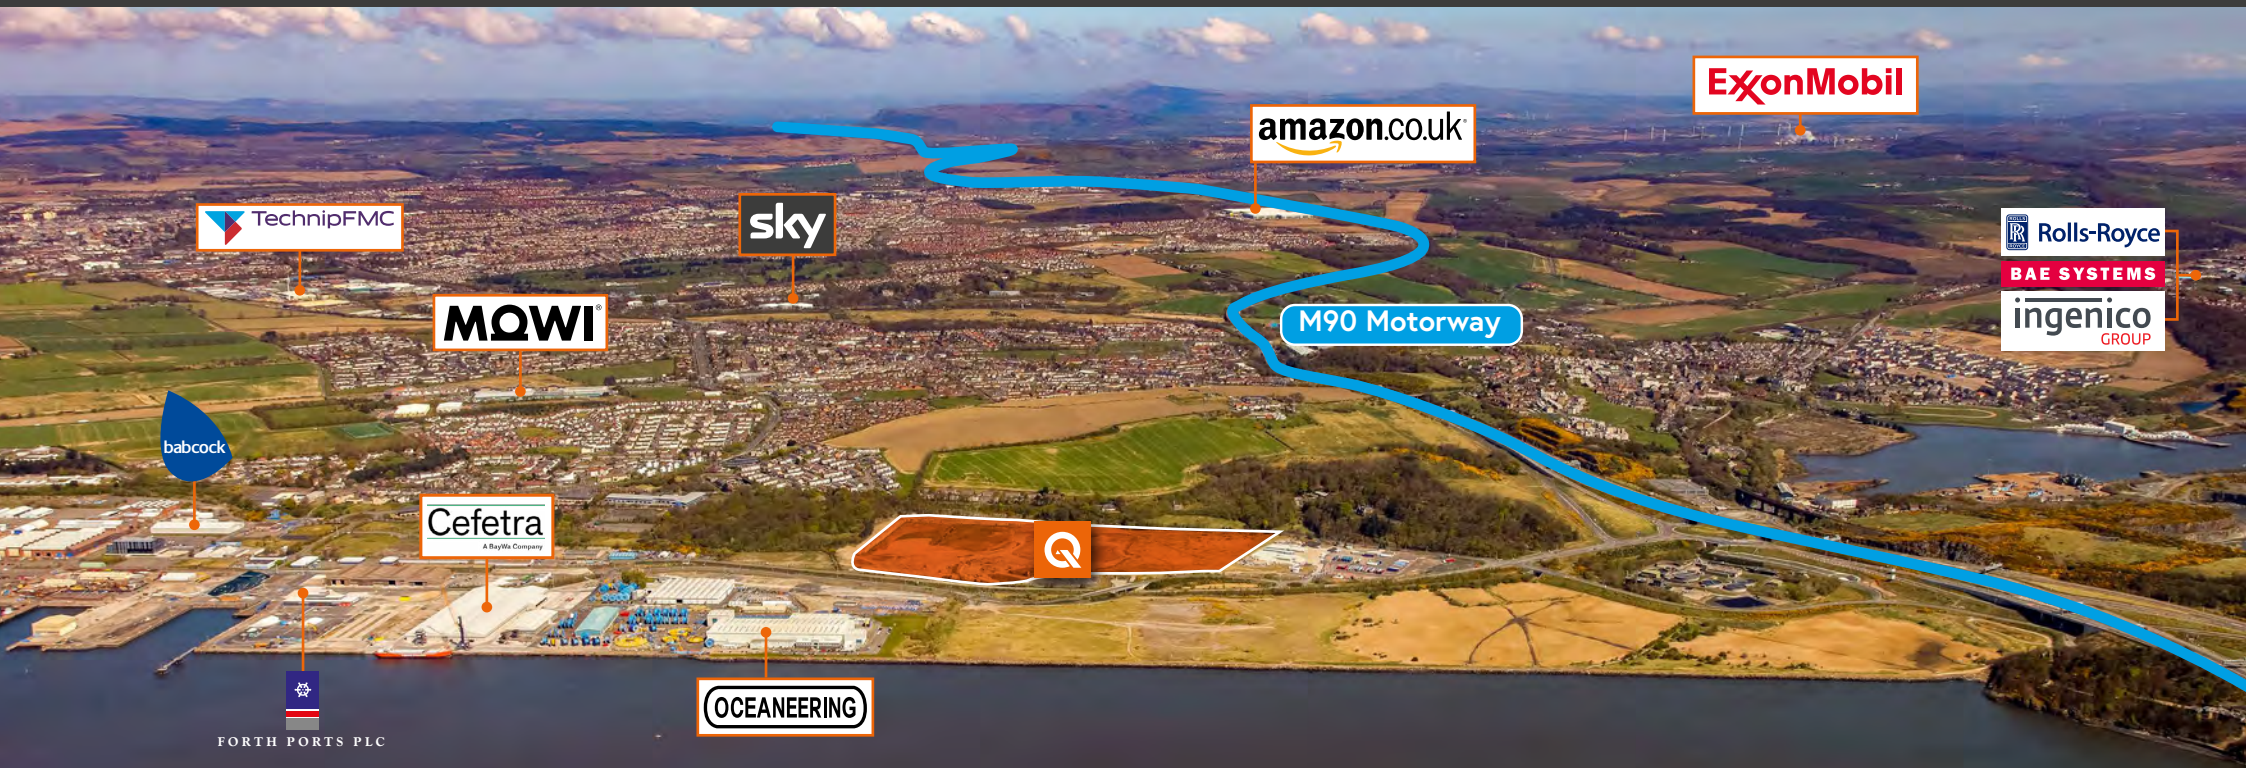 ExxonMobil
amazon.co.uk
TechnipFMC
sky
Rolls-Royce
BAE SYSTEMS
ingenico
GROUP
MOWI®
M90 Motorway
babcock
Cefetra
A BayWa Company
Q
OCEANEERING
FORTH PORTS PLC